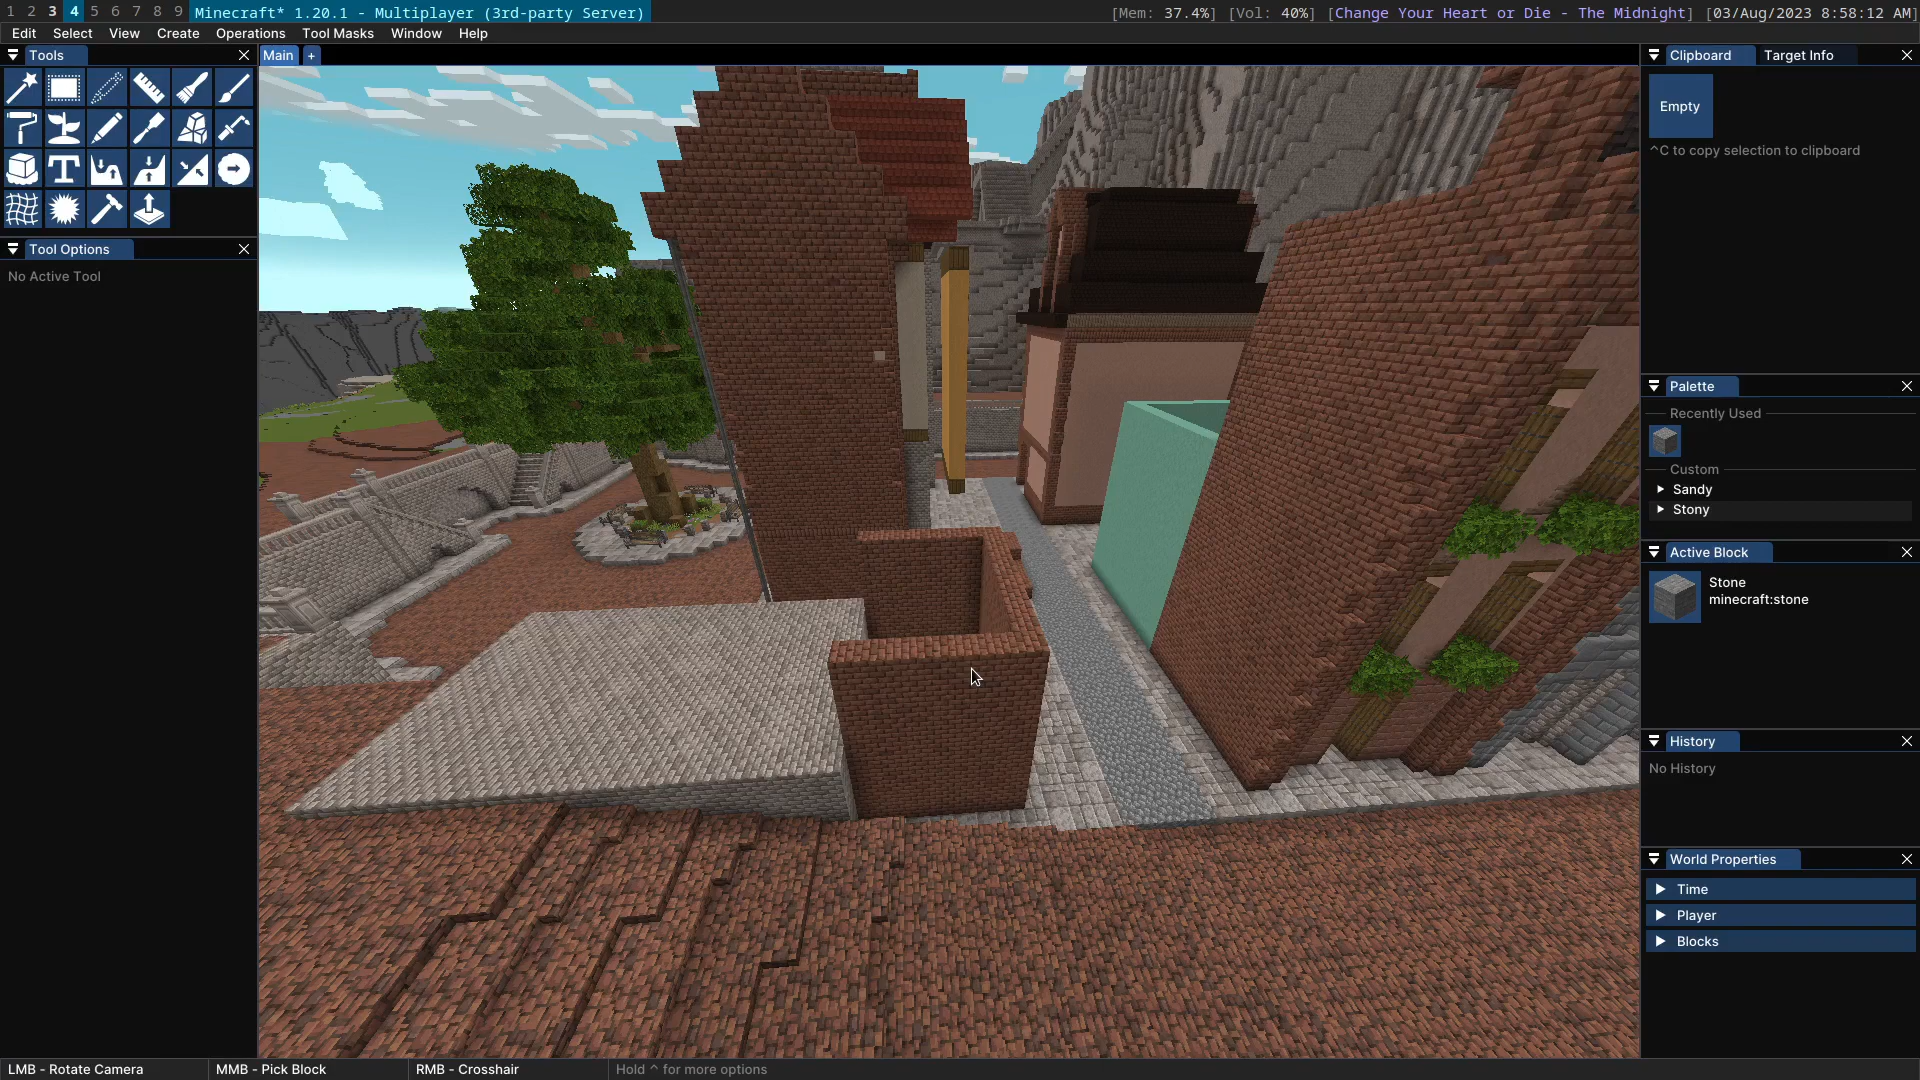 1 2 3 4 5 6 7 8 9 Minecraft* 1.20.1 - Multiplayer (3rd-party Server) [Mem: 37.4%] [Vol: 40%] [Change Your Heart or Die - The Midnight] [03/Aug/2023 8:58:12 AM]
Edit Select View Create Operations Tool Masks Window Help
Tools
Main +
Clipboard Target Info
Empty
^C to copy selection to clipboard
Tool Options
No Active Tool
Palette
Recently Used
Custom
Sandy
Stony
Active Block
Stone
minecraft:stone
History
No History
World Properties
Time
Player
Blocks
LMB - Rotate Camera MMB - Pick Block RMB - Crosshair Hold ^ for more options